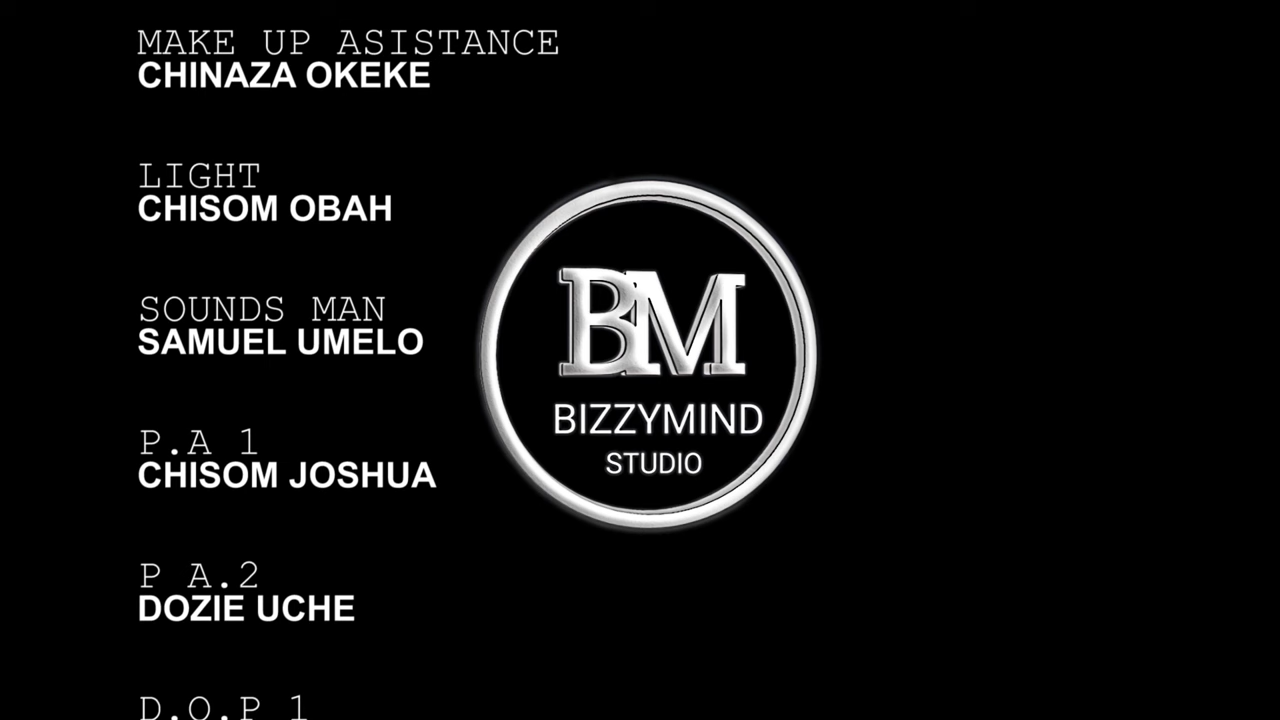 MAKE UP ASISTANCE
CHINAZA OKEKE
LIGHT
CHISOM OBAH
SOUNDS MAN
SAMUEL UMELO
P.A 1
CHISOM JOSHUA
P A.2
DOZIE UCHE
D.O.P 1
BM
BIZZYMIND
STUDIO